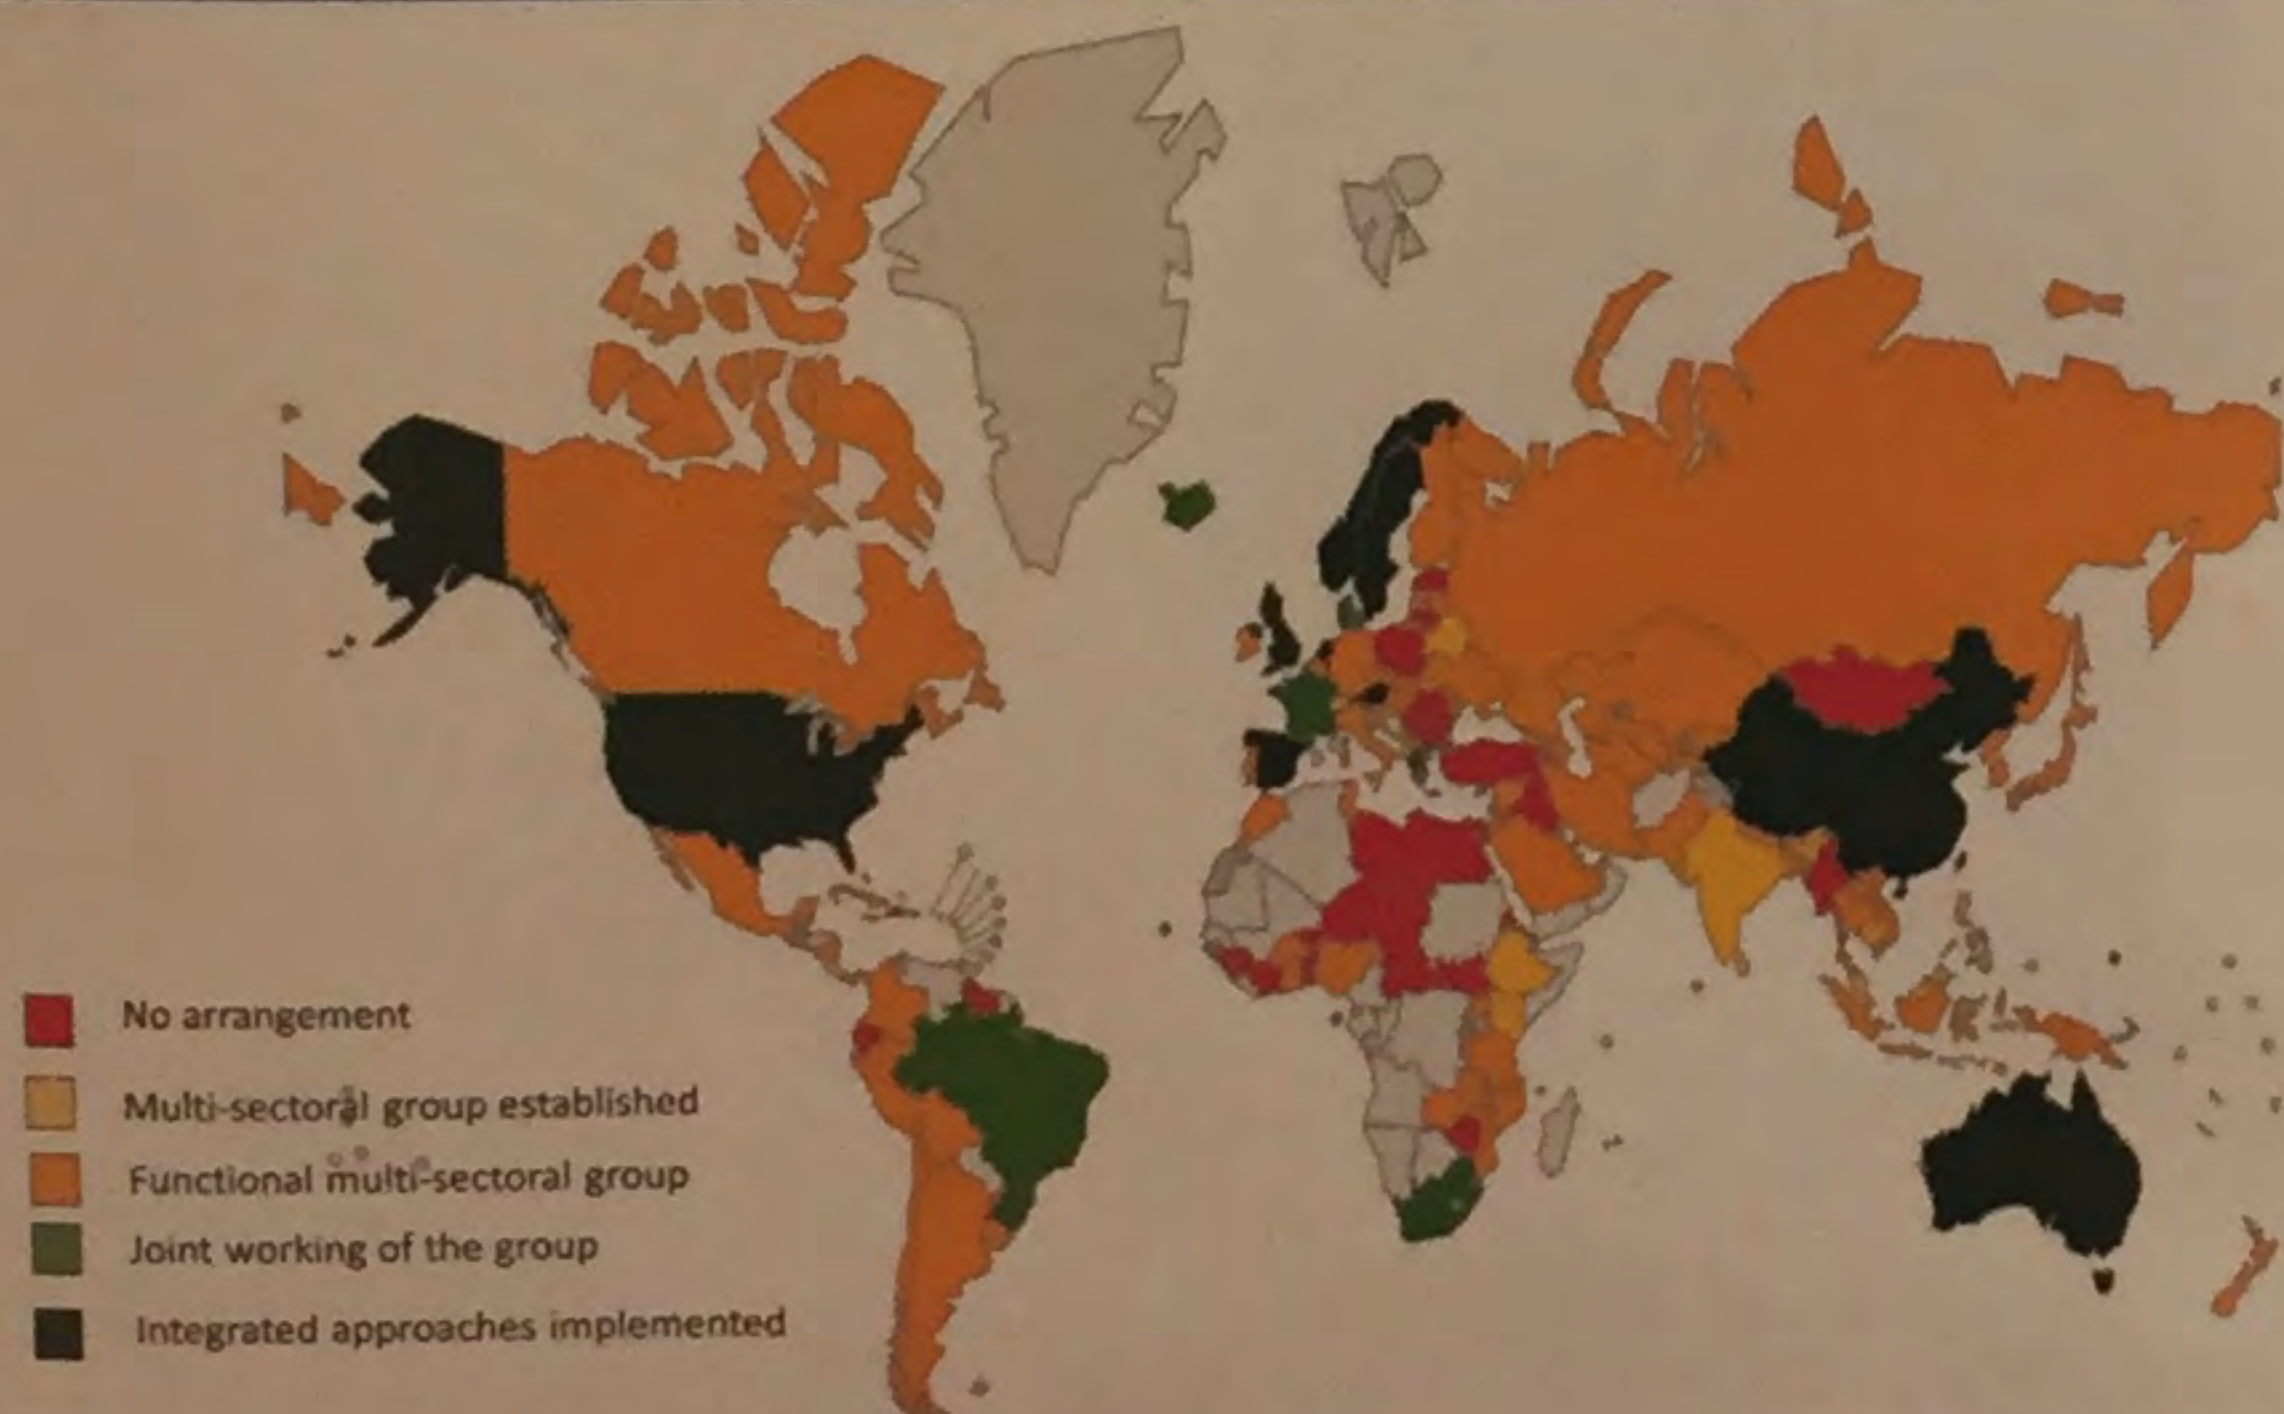 No arrangement
Multi-sectoral group established
Functional multi-sectoral group
Joint working of the group
Integrated approaches implemented